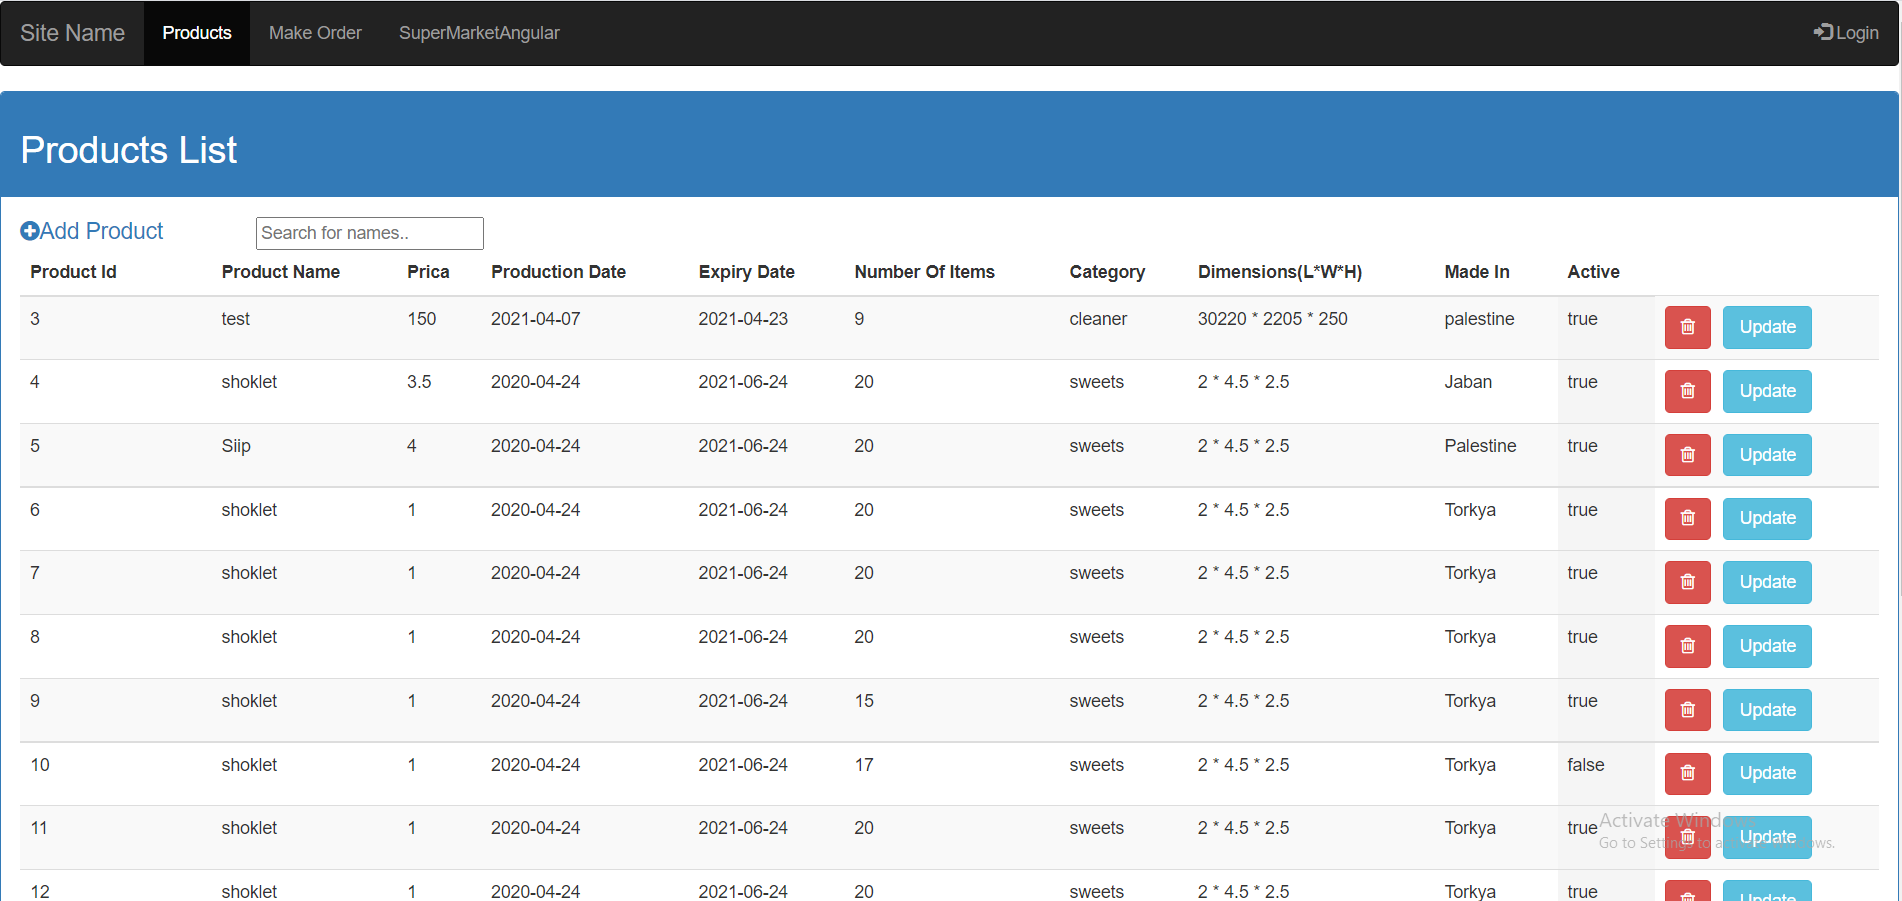 Site Name Products Make Order SuperMarketAngular Login
Products List
Add Product Search for names..
Product Id Product Name Prica Production Date Expiry Date Number Of Items Category Dimensions(L*W*H) Made In Active
3 test 150 2021-04-07 2021-04-23 9 cleaner 30220 * 2205 * 250 palestine true Update
4 shoklet 3.5 2020-04-24 2021-06-24 20 sweets 2 * 4.5 * 2.5 Jaban true Update
5 Siip 4 2020-04-24 2021-06-24 20 sweets 2 * 4.5 * 2.5 Palestine true Update
6 shoklet 1 2020-04-24 2021-06-24 20 sweets 2 * 4.5 * 2.5 Torkya true Update
7 shoklet 1 2020-04-24 2021-06-24 20 sweets 2 * 4.5 * 2.5 Torkya true Update
8 shoklet 1 2020-04-24 2021-06-24 20 sweets 2 * 4.5 * 2.5 Torkya true Update
9 shoklet 1 2020-04-24 2021-06-24 15 sweets 2 * 4.5 * 2.5 Torkya true Update
10 shoklet 1 2020-04-24 2021-06-24 17 sweets 2 * 4.5 * 2.5 Torkya false Update
11 shoklet 1 2020-04-24 2021-06-24 20 sweets 2 * 4.5 * 2.5 Torkya true Update
Activate Windows
Go to Settings to activate Windows.
12 shoklet 1 2020-04-24 2021-06-24 20 sweets 2 * 4.5 * 2.5 Torkya true Update